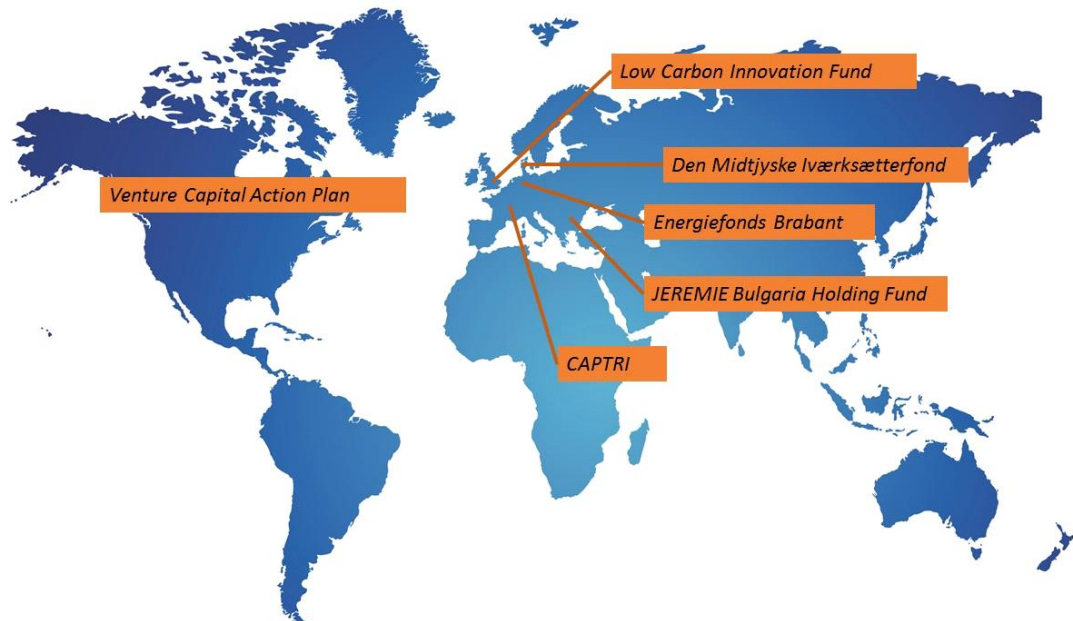 Low Carbon Innovation Fund
Den Midtjyske Iværksætterfond
Venture Capital Action Plan
Energiefonds Brabant
JEREMIE Bulgaria Holding Fund
CAPTRI